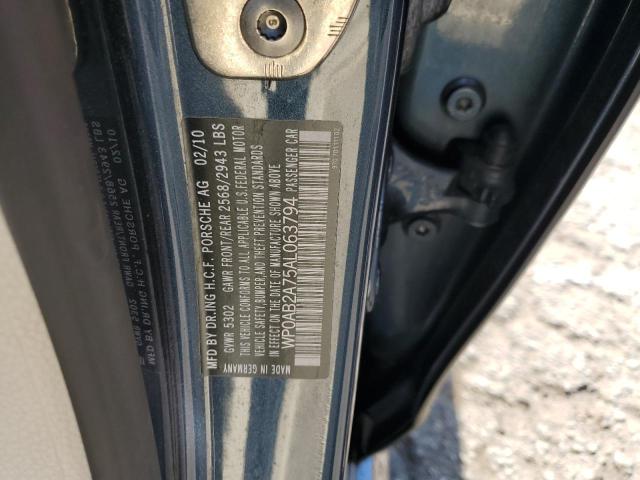 MFD BY DR.ING H.C.F. PORSCHE AG 02/10
GVWR 5302 GAWR FRONT/REAR 2568/2943 LBS
THIS VEHICLE CONFORMS TO ALL APPLICABLE U.S. FEDERAL MOTOR
VEHICLE SAFETY, BUMPER, AND THEFT PREVENTION STANDARDS
IN EFFECT ON THE DATE OF MANUFACTURE SHOWN ABOVE
WP0AB2A75AL063794 PASSENGER CAR
MADE IN GERMANY